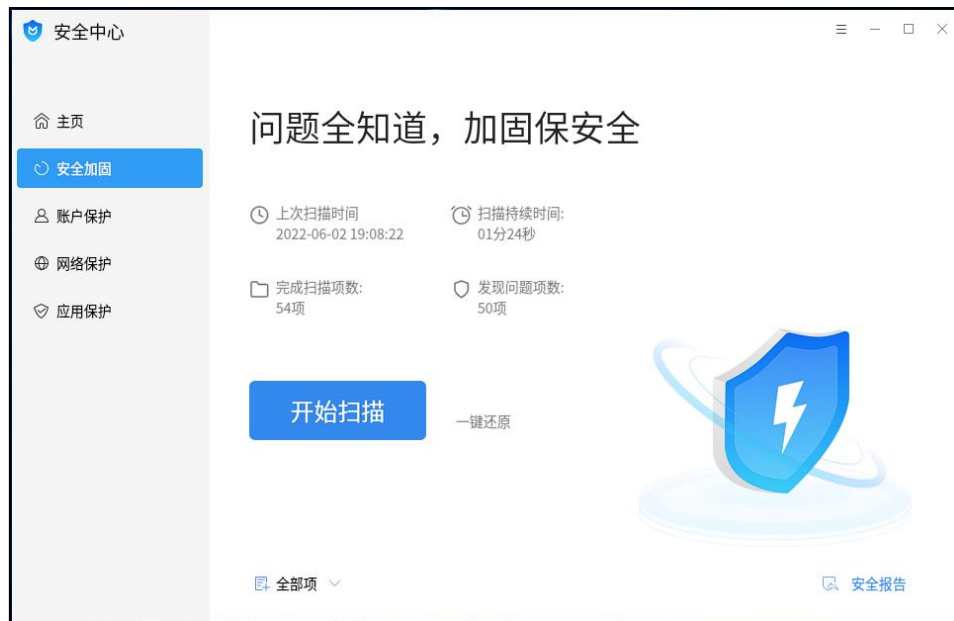 安全中心
主页
安全加固
账户保护
网络保护
应用保护
问题全知道，加固保安全
上次扫描时间
2022-06-02 19:08:22
扫描持续时间:
01分24秒
完成扫描项数:
54项
发现问题项数:
50项
开始扫描
一键还原
全部项
安全报告